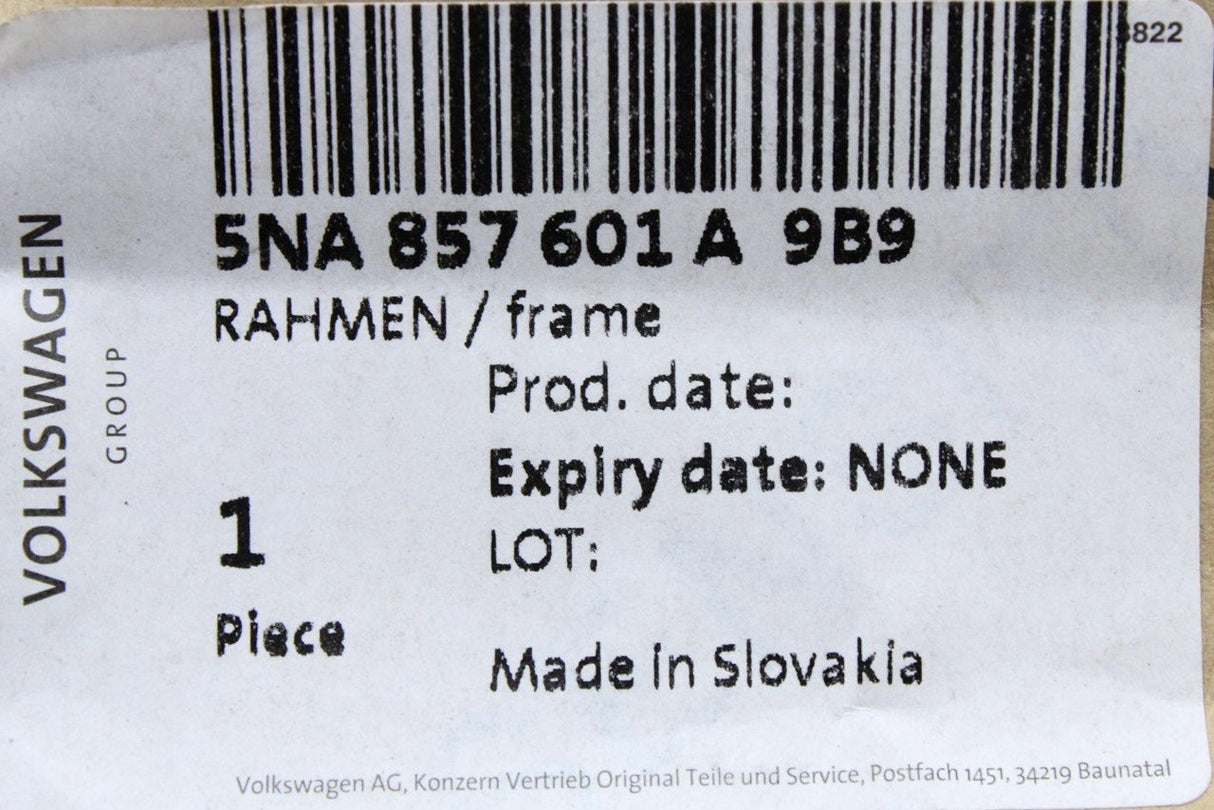 5NA 857 601 A 9B9
RAHMEN / frame
Prod. date:
Expiry date: NONE
LOT:
1
Piece
Made in Slovakia
VOLKSWAGEN
GROUP
Volkswagen AG, Konzern Vertrieb Original Teile und Service, Postfach 1451, 34219 Baunatal